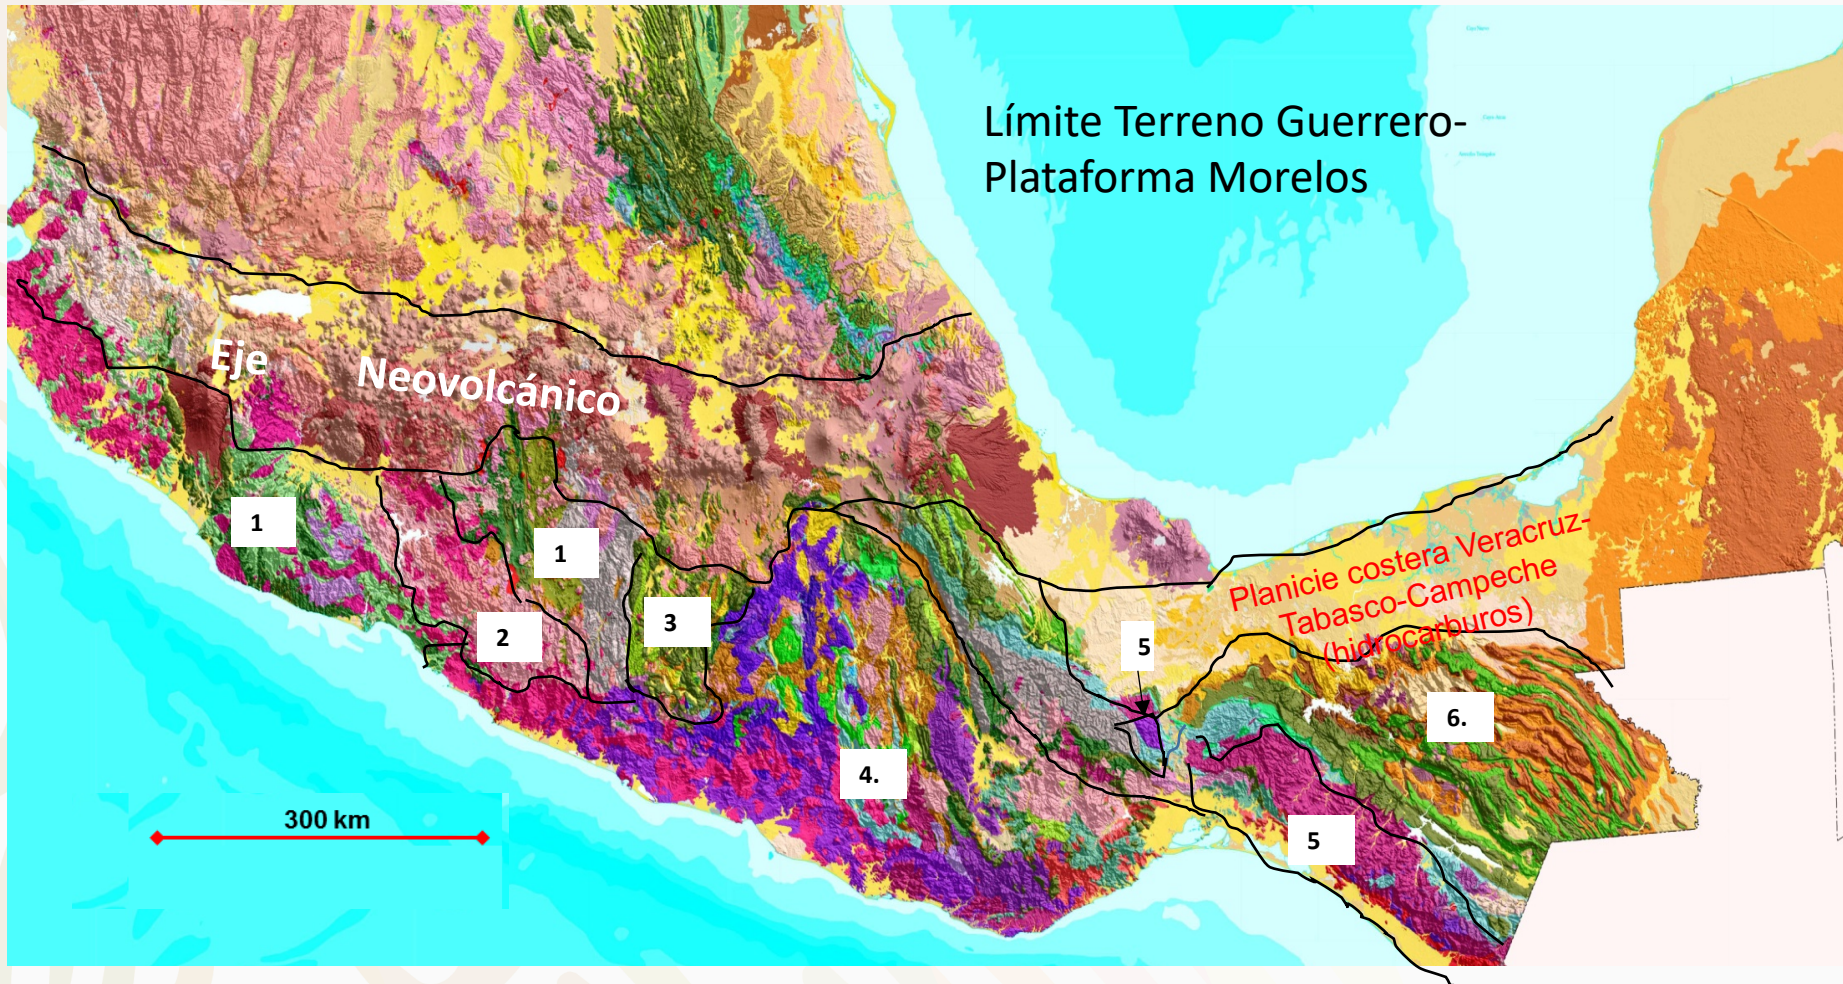 Límite Terreno Guerrero-
Plataforma Morelos
Eje Neovolcánico
1
1
2
3
4.
5
Planicie costera Veracruz-
Tabasco-Campeche
(hidrocarburos)
6.
5
300 km